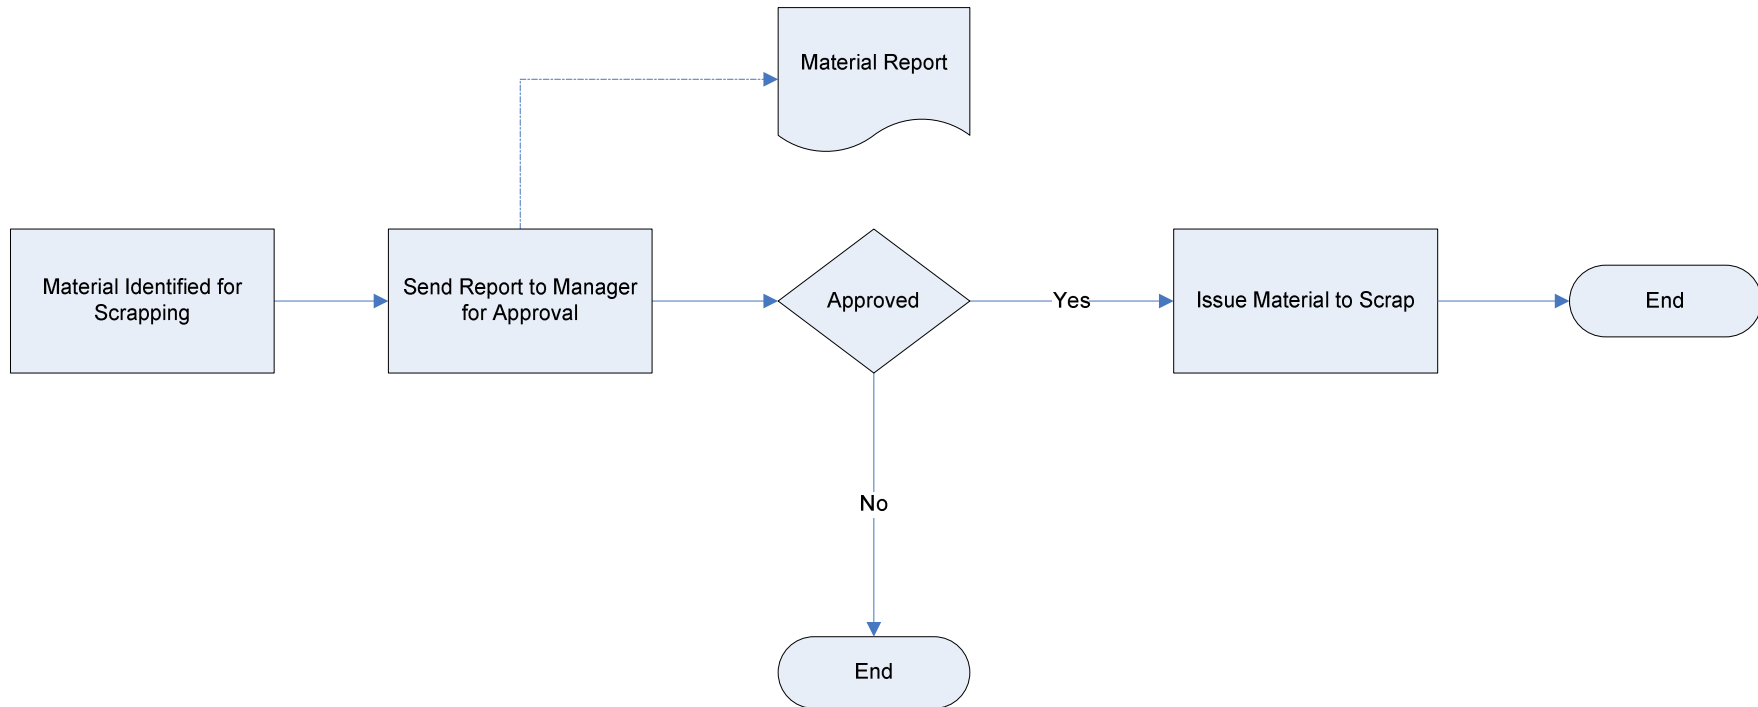 Material Report
Material Identified for
Scrapping
Send Report to Manager
for Approval
Approved
Yes
Issue Material to Scrap
End
No
End